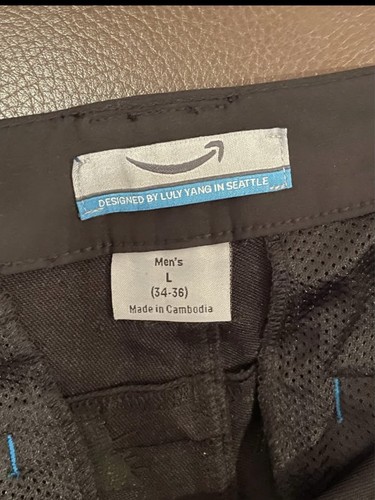 DESIGNED BY LULY YANG IN SEATTLE
Men's
L
(34-36)
Made in Cambodia